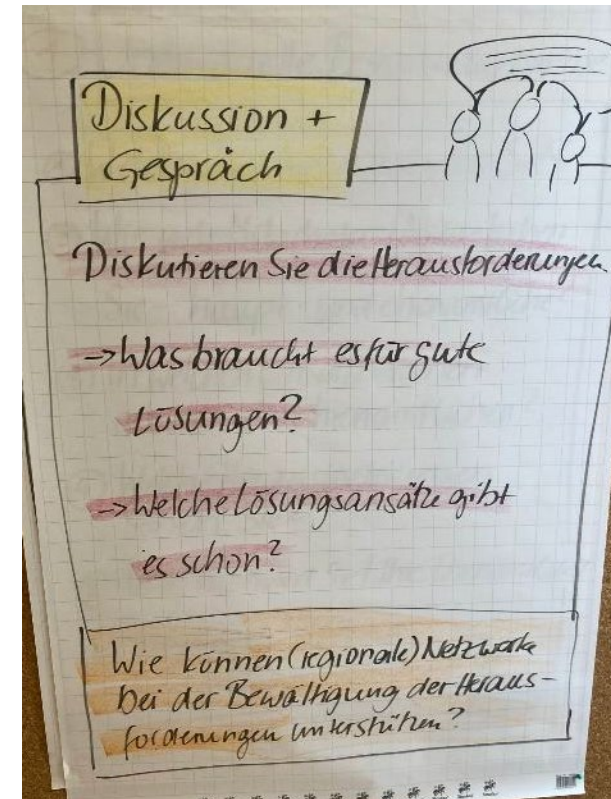 Diskussion +
Gespräch
Diskutieren Sie die Herausforderungen
→ Was braucht es für gute
Lösungen?
→ Welche Lösungsansätze gibt
es schon?
Wie können (regionale) Netzwerke
bei der Bewältigung der Heraus-
forderungen unterstützen?